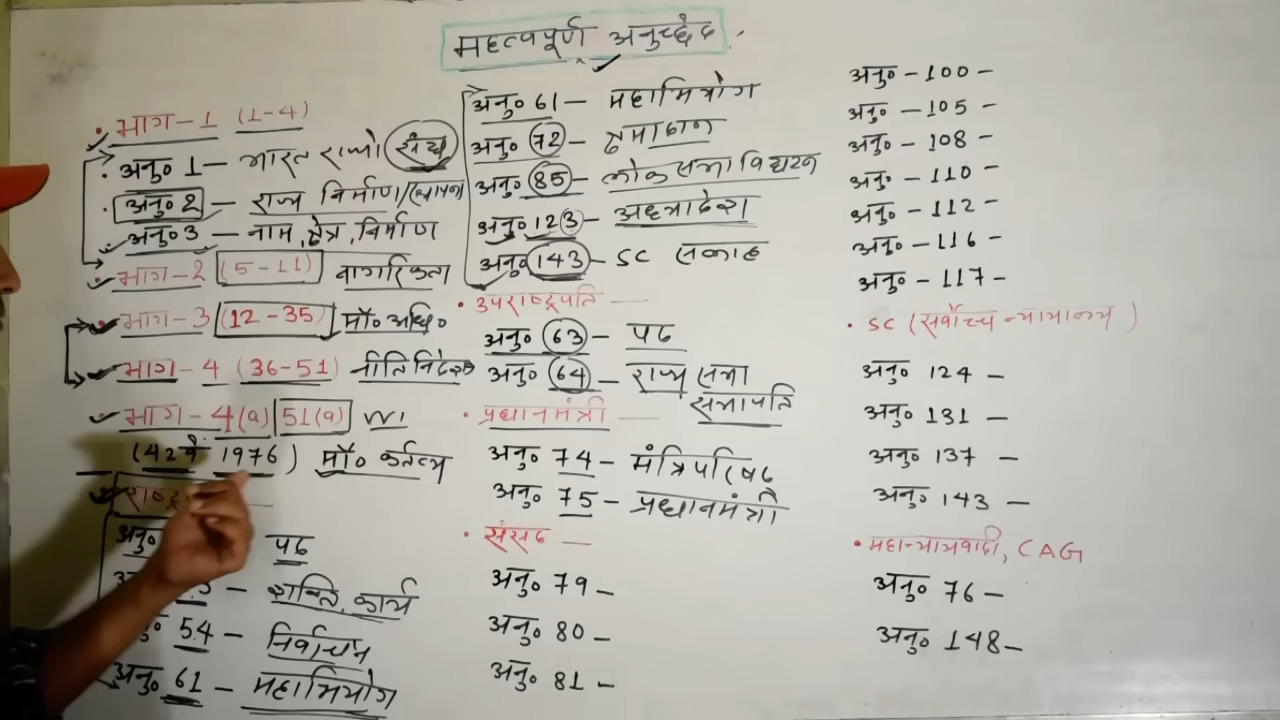 महत्वपूर्ण अनुच्छेद
भाग-1 (1-4)
अनु० 1 - भारत राज्यो संघ
अनु० 2 - राज्य निर्माण/स्थापना
अनु० 3 - नाम, क्षेत्र, निर्माण
भाग-2 (5-11) नागरिकता
भाग-3 (12-35) मौ० अधि०
भाग-4 (36-51) नीति निदेशक
भाग-4(a) 51(a)
(42वे 1976) मौ० कर्तव्य
राष्ट्र
अनु० पद
शक्ति, कार्य
54 - निर्वाचन
अनु० 61 - महाभियोग
अनु० 61 - महाभियोग
अनु० 72 - क्षमादान
अनु० 85 - लोक सभा विघटन
अनु० 123 - अध्यादेश
अनु० 143 - SC सलाह
उपराष्ट्रपति -
अनु० 63 - पद
अनु० 64 - राज्य सभा
सभापति
प्रधानमंत्री -
अनु० 74 - मंत्रिपरिषद
अनु० 75 - प्रधानमंत्री
संसद -
अनु० 79 -
अनु० 80 -
अनु० 81 -
अनु० - 100 -
अनु० - 105 -
अनु० - 108 -
अनु० - 110 -
अनु० - 112 -
अनु० - 116 -
अनु० - 117 -
SC (सर्वोच्च न्यायालय)
अनु० 124 -
अनु० 131 -
अनु० 137 -
अनु० 143 -
महान्यायवादी, CAG
अनु० 76 -
अनु० 148 -